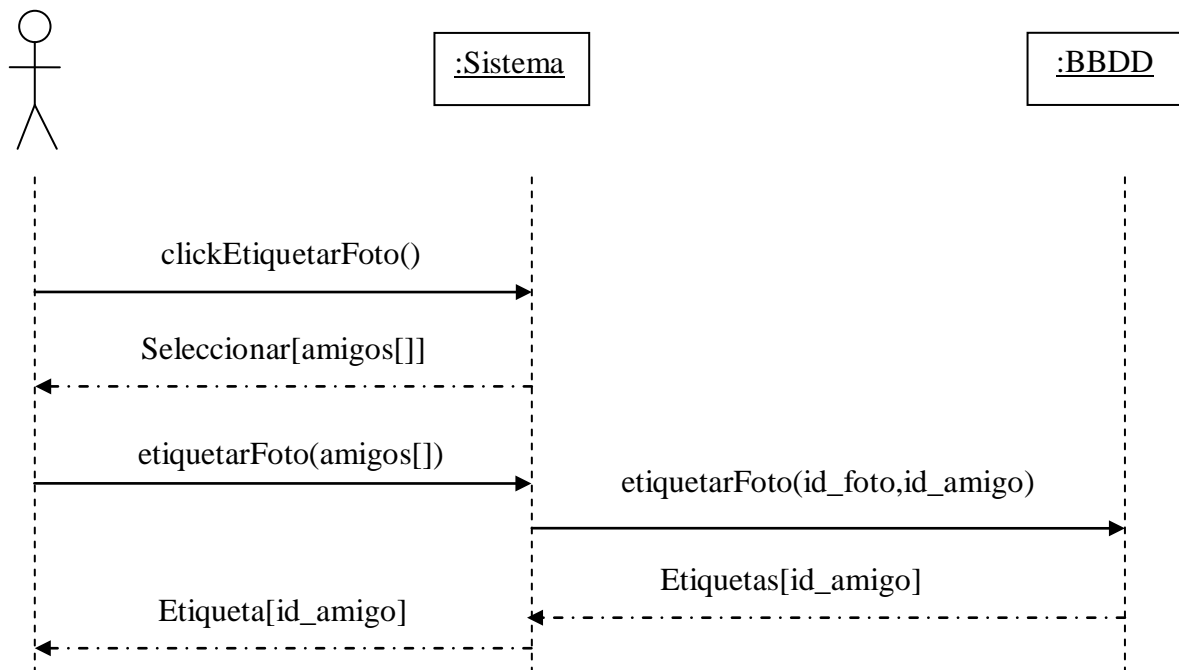 :Sistema
:BBDD
clickEtiquetarFoto()
Seleccionar[amigos[]]
etiquetarFoto(amigos[])
etiquetarFoto(id_foto,id_amigo)
Etiquetas[id_amigo]
Etiqueta[id_amigo]